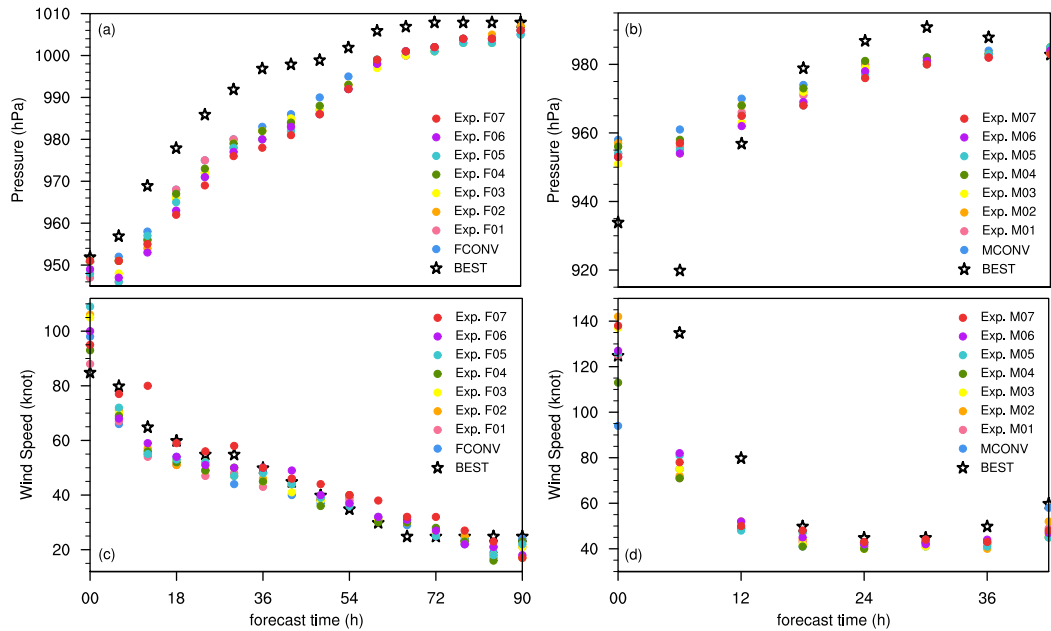 1010
1000
990
980
970
960
950
Pressure (hPa)
(a)
Exp. F07
Exp. F06
Exp. F05
Exp. F04
Exp. F03
Exp. F02
Exp. F01
FCONV
BEST
980
960
940
920
Pressure (hPa)
(b)
Exp. M07
Exp. M06
Exp. M05
Exp. M04
Exp. M03
Exp. M02
Exp. M01
MCONV
BEST
100
80
60
40
20
Wind Speed (knot)
(c)
Exp. F07
Exp. F06
Exp. F05
Exp. F04
Exp. F03
Exp. F02
Exp. F01
FCONV
BEST
00 18 36 54 72 90
forecast time (h)
140
120
100
80
60
40
Wind Speed (knot)
(d)
Exp. M07
Exp. M06
Exp. M05
Exp. M04
Exp. M03
Exp. M02
Exp. M01
MCONV
BEST
00 12 24 36
forecast time (h)